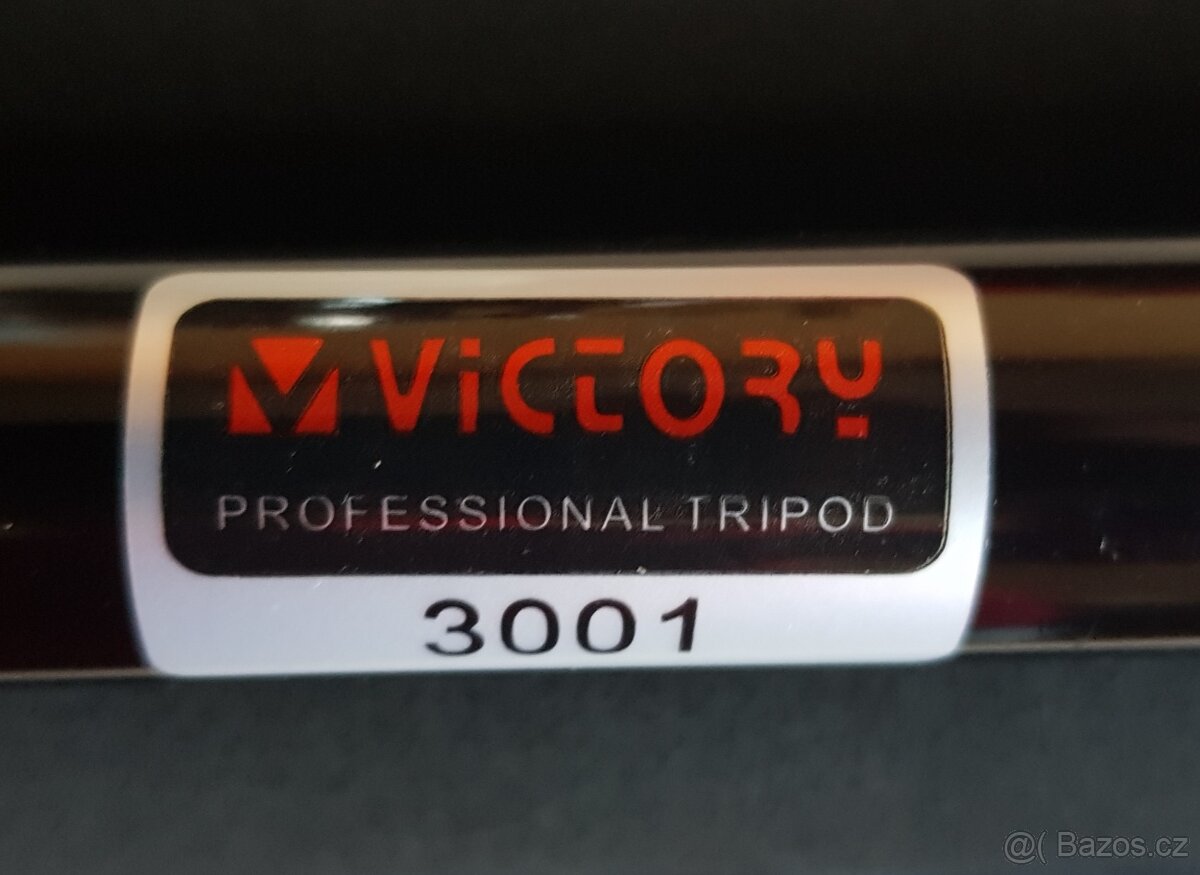 ViCTORY
PROFESSIONAL TRIPOD
3001
@( Bazos.cz